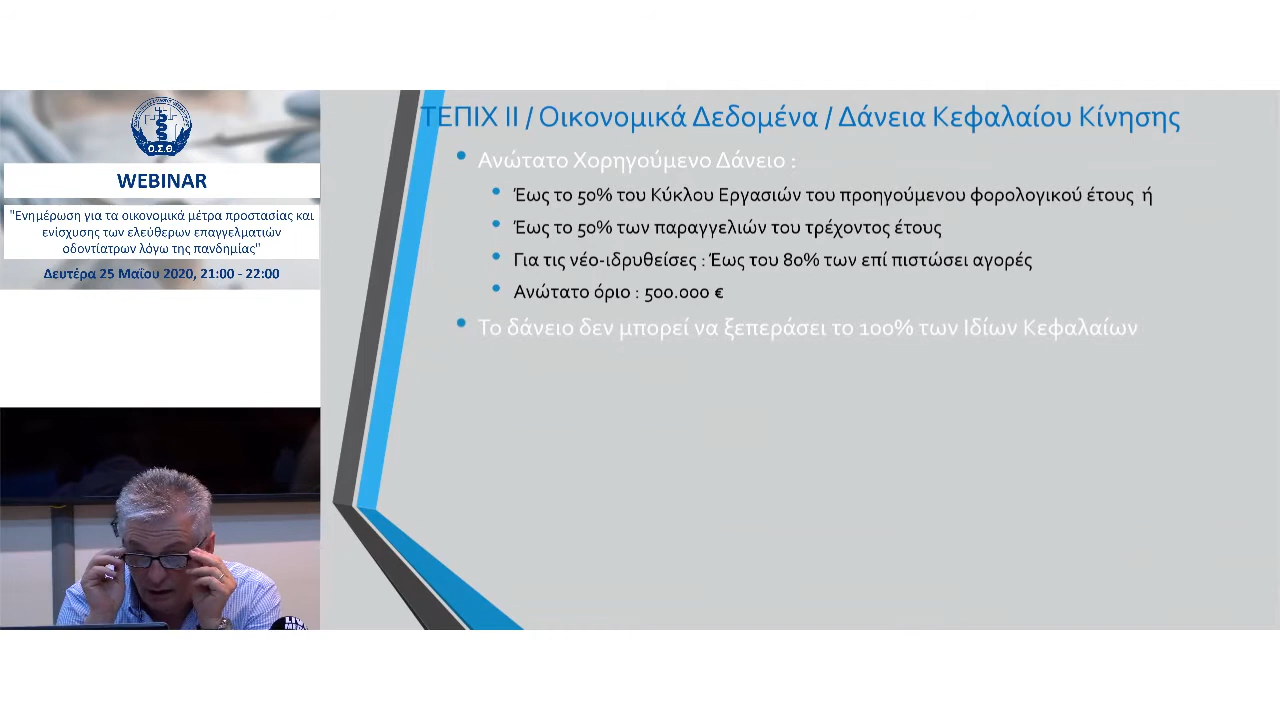 Ο.Σ.Θ.
WEBINAR
"Ενημέρωση για τα οικονομικά μέτρα προστασίας και
ενίσχυσης των ελεύθερων επαγγελματιών
οδοντίατρων λόγω της πανδημίας"
Δευτέρα 25 Μαΐου 2020, 21:00 - 22:00
ΤΕΠΙΧ ΙΙ / Οικονομικά Δεδομένα / Δάνεια Κεφαλαίου Κίνησης
Ανώτατο Χορηγούμενο Δάνειο :
Έως το 50% του Κύκλου Εργασιών του προηγούμενου φορολογικού έτους ή
Έως το 50% των παραγγελιών του τρέχοντος έτους
Για τις νέο-ιδρυθείσες : Έως του 80% των επί πιστώσει αγορές
Ανώτατο όριο : 500.000 €
Το δάνειο δεν μπορεί να ξεπεράσει το 100% των Ιδίων Κεφαλαίων